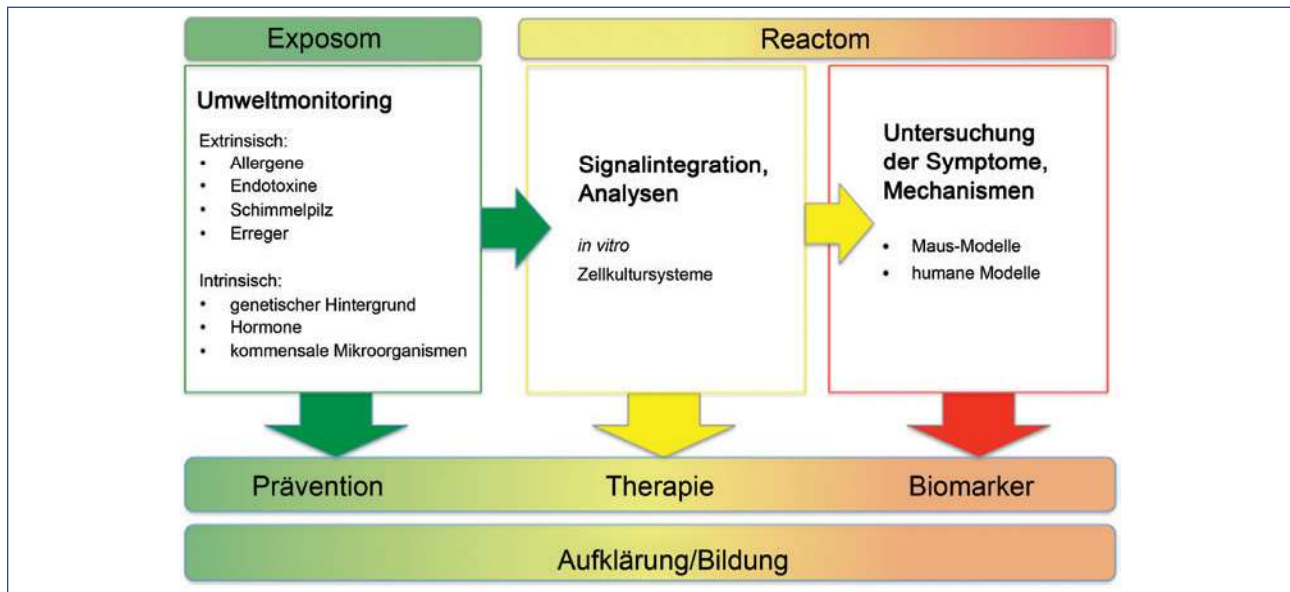 Exposom
Reactom
Umweltmonitoring
Extrinsisch:
• Allergene
• Endotoxine
• Schimmelpilz
• Erreger
Intrinsisch:
• genetischer Hintergrund
• Hormone
• kommensale Mikroorganismen
Signalintegration,
Analysen
in vitro
Zellkultursysteme
Untersuchung
der Symptome,
Mechanismen
• Maus-Modelle
• humane Modelle
Prävention
Therapie
Biomarker
Aufklärung/Bildung